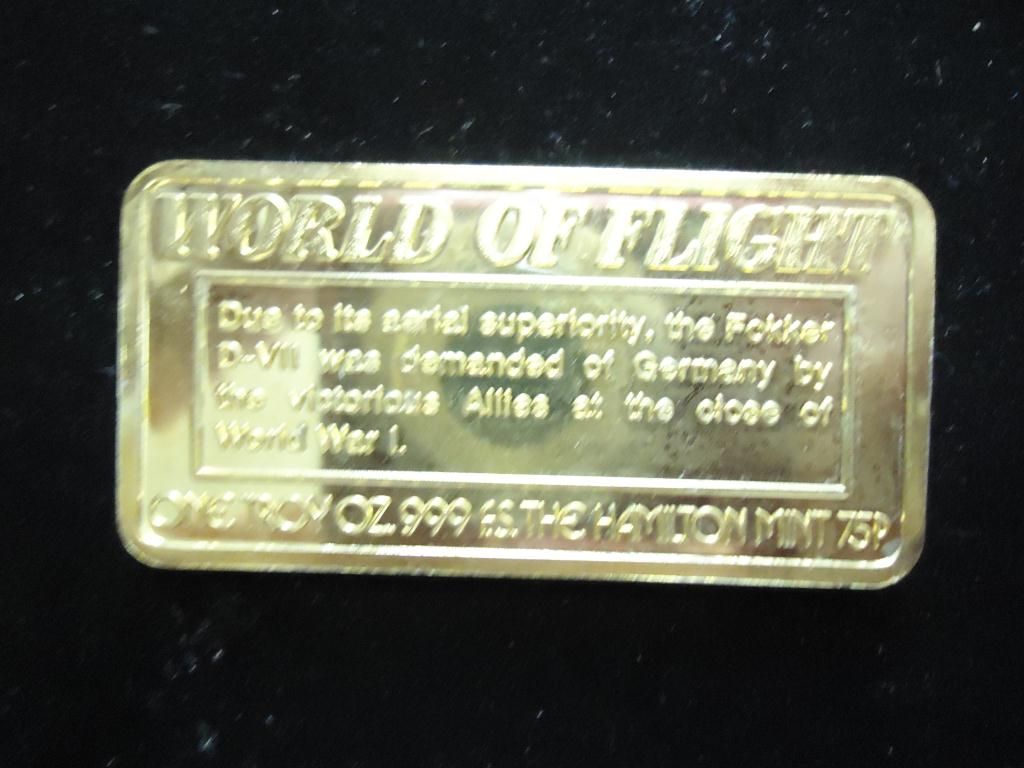 WORLD OF FLIGHT
Due to its aerial superiority, the Fokker
D-VII was demanded of Germany by
the victorious Allies at the close of
World War I.
ONE TROY OZ. 999 F.S. THE HAMILTON MINT 75P